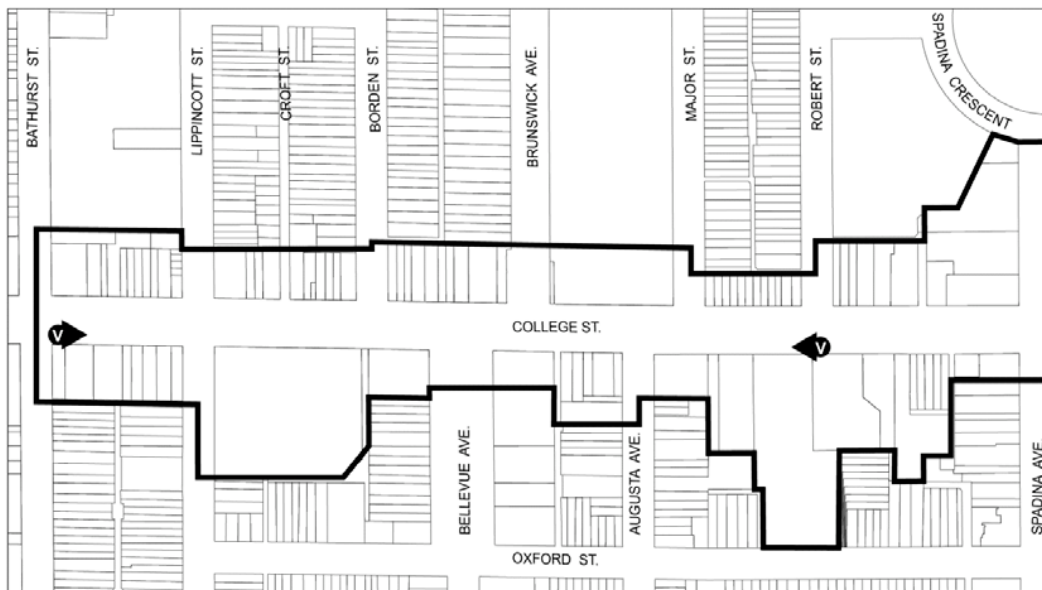 BATHURST ST.
LIPPINCOTT ST.
CROFT ST.
BORDEN ST.
BRUNSWICK AVE.
MAJOR ST.
ROBERT ST.
SPADINA CRESCENT
COLLEGE ST.
V
V
BELLEVUE AVE.
AUGUSTA AVE.
SPADINA AVE.
OXFORD ST.